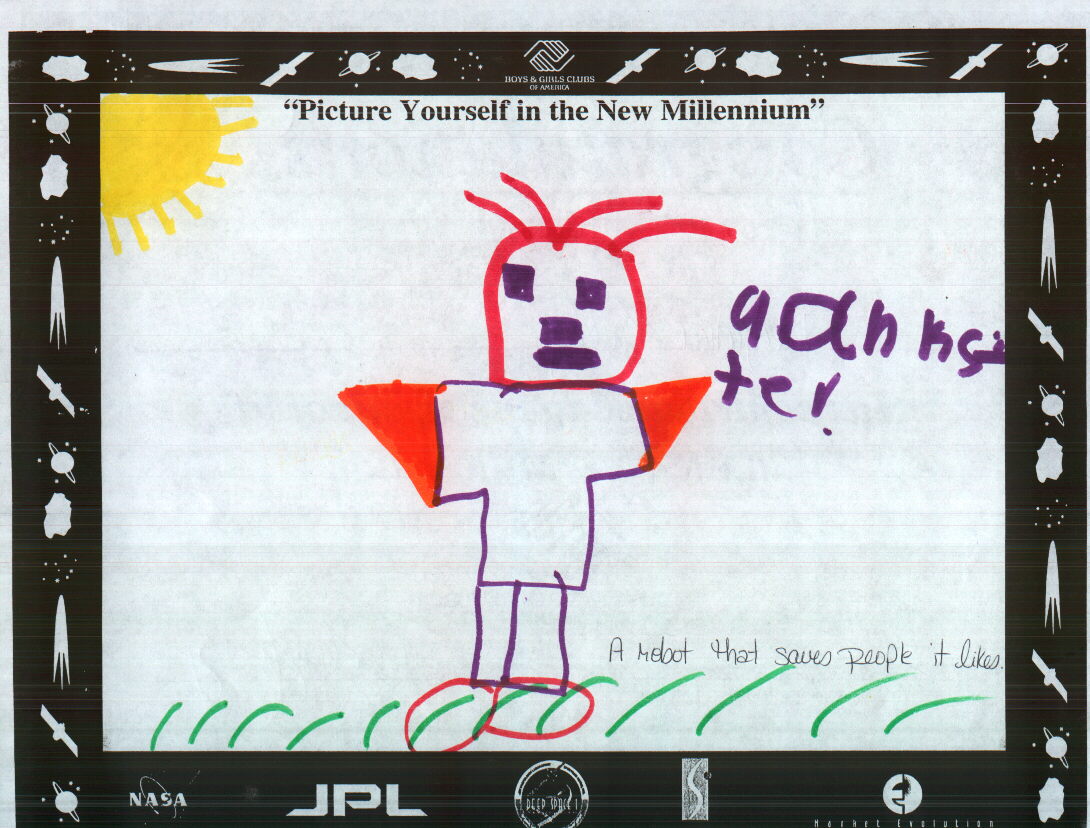 BOYS & GIRLS CLUBS
OF AMERICA
“Picture Yourself in the New Millennium”
A robot that saves people it likes.
NASA
JPL
DEEP SPACE 1
Market Evolution